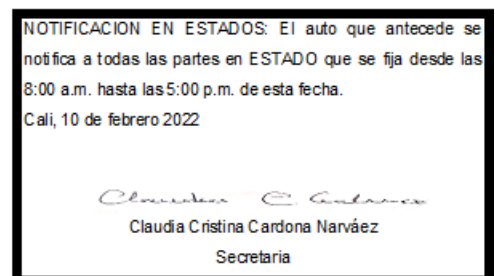 NOTIFICACION EN ESTADOS: El auto que antecede se
notifica a todas las partes en ESTADO que se fija desde las
8:00 a.m. hasta las 5:00 p.m. de esta fecha.
Cali, 10 de febrero 2022
Claudia Cristina Cardona Narváez
Secretaria